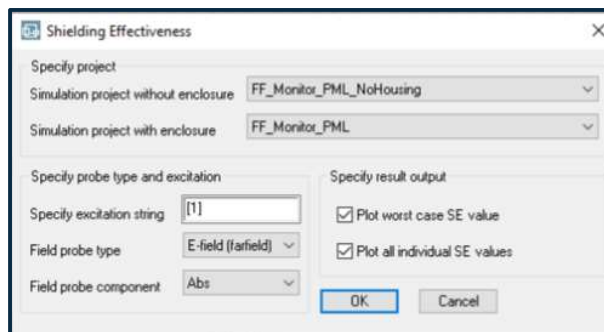 Shielding Effectiveness
Specify project
Simulation project without enclosure FF_Monitor_PML_NoHousing
Simulation project with enclosure FF_Monitor_PML
Specify probe type and excitation
Specify excitation string [1]
Field probe type E-field (farfield)
Field probe component Abs
Specify result output
Plot worst case SE value
Plot all individual SE values
OK Cancel